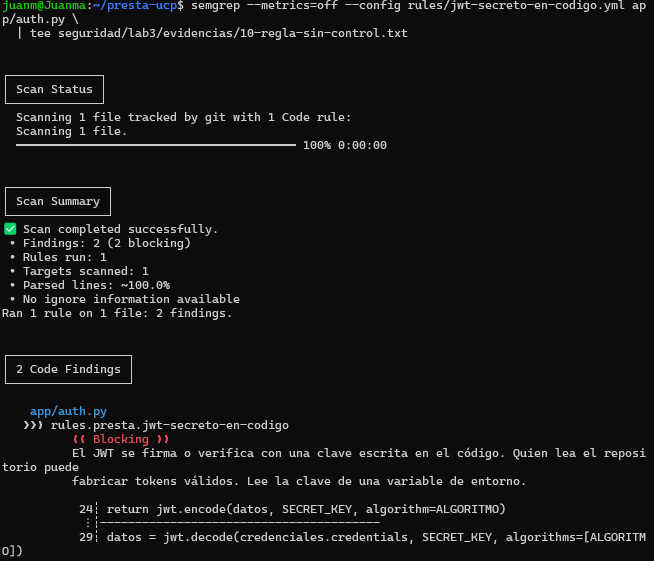 juanm@Juanma:~/presta-ucp$ semgrep --metrics=off --config rules/jwt-secreto-en-codigo.yml ap
p/auth.py \
  | tee seguridad/lab3/evidencias/10-regla-sin-control.txt
Scan Status
Scanning 1 file tracked by git with 1 Code rule:
Scanning 1 file.
100% 0:00:00
Scan Summary
✅ Scan completed successfully.
• Findings: 2 (2 blocking)
• Rules run: 1
• Targets scanned: 1
• Parsed lines: ~100.0%
• No ignore information available
Ran 1 rule on 1 file: 2 findings.
2 Code Findings
app/auth.py
❯❯❱ rules.presta.jwt-secreto-en-codigo
❰❰ Blocking ❱❱
El JWT se firma o verifica con una clave escrita en el código. Quien lea el reposi
torio puede
fabricar tokens válidos. Lee la clave de una variable de entorno.
24┆ return jwt.encode(datos, SECRET_KEY, algorithm=ALGORITMO)
⋮┆----------------------------------------
29┆ datos = jwt.decode(credenciales.credentials, SECRET_KEY, algorithms=[ALGORITM
O])